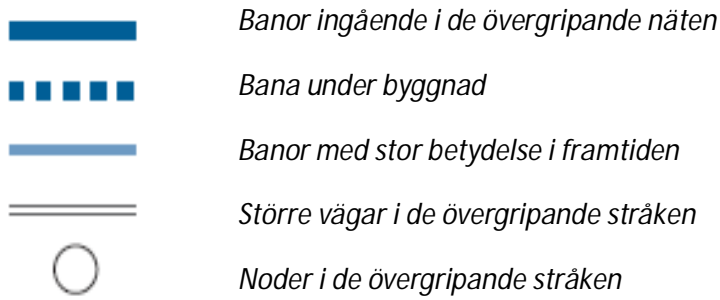 Banor ingående i de övergripande näten
Bana under byggnad
Banor med stor betydelse i framtiden
Större vägar i de övergripande stråken
Noder i de övergripande stråken